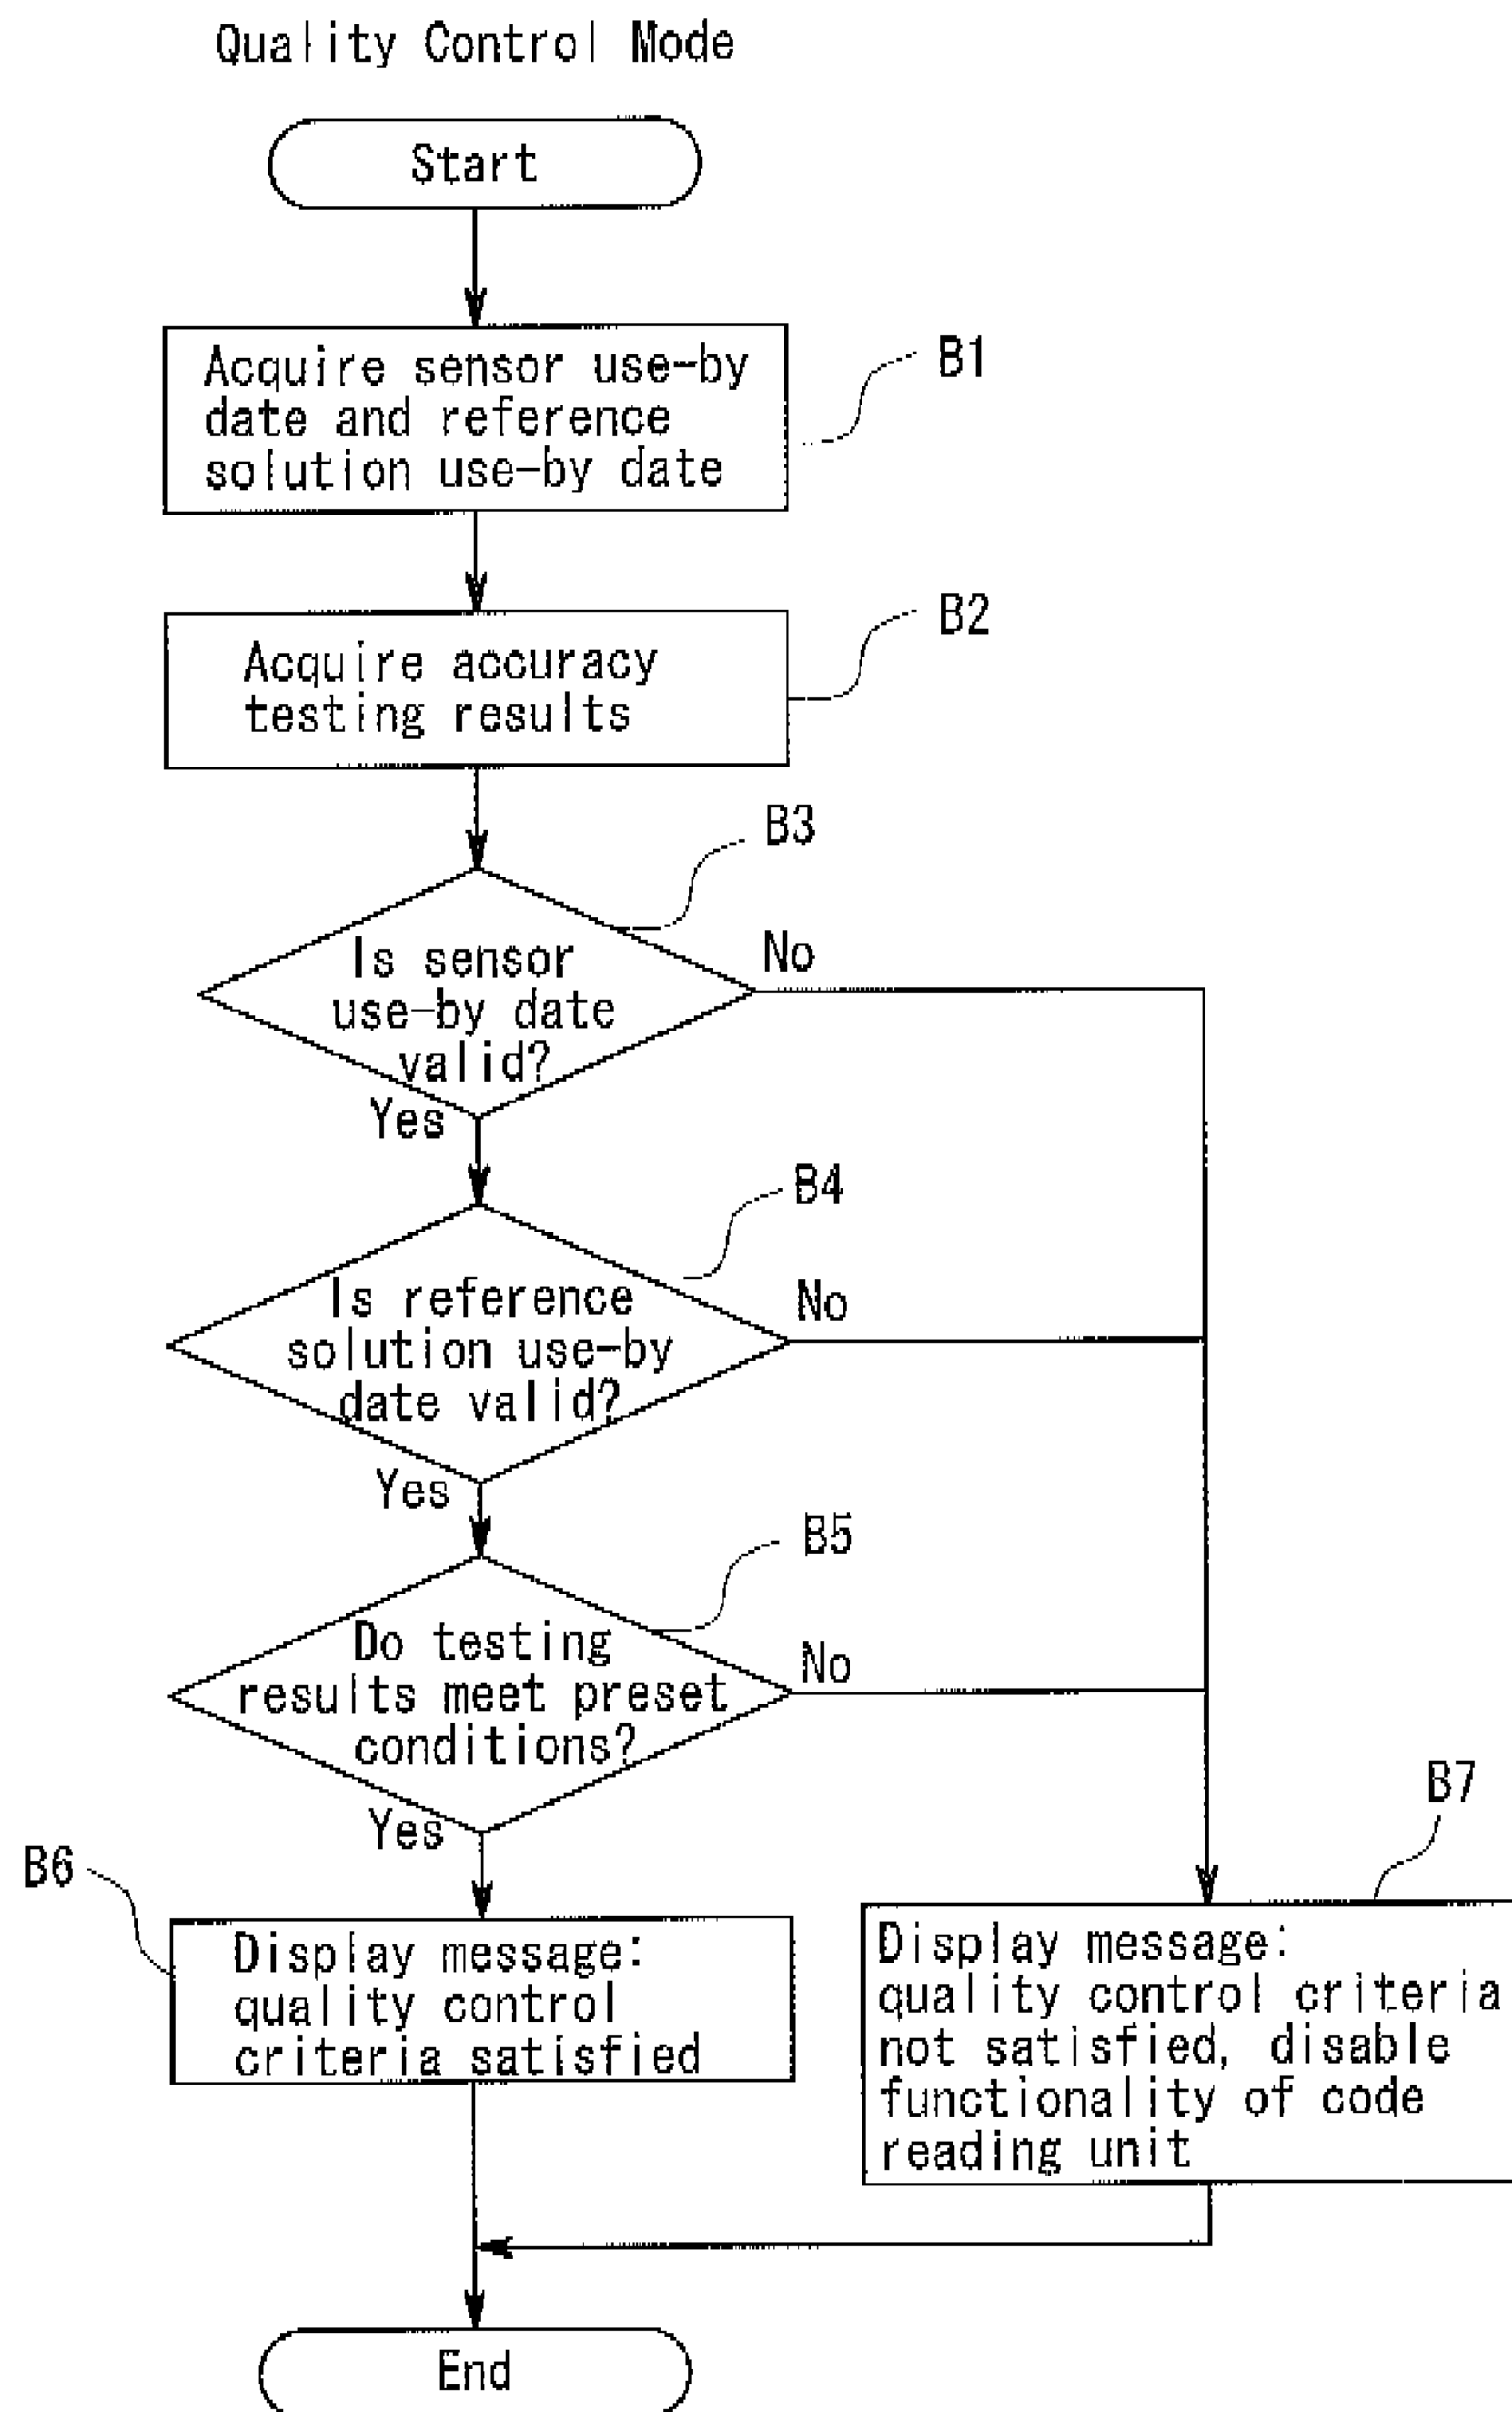 Quality Control Mode
Start
Acquire sensor use-by
date and reference
solution use-by date
B1
Acquire accuracy
testing results
B2
B3
Is sensor
use-by date
valid?
No
Yes
B4
Is reference
solution use-by
date valid?
No
Yes
B5
Do testing
results meet preset
conditions?
No
Yes
B6
Display message:
quality control
criteria satisfied
B7
Display message:
quality control criteria
not satisfied, disable
functionality of code
reading unit
End